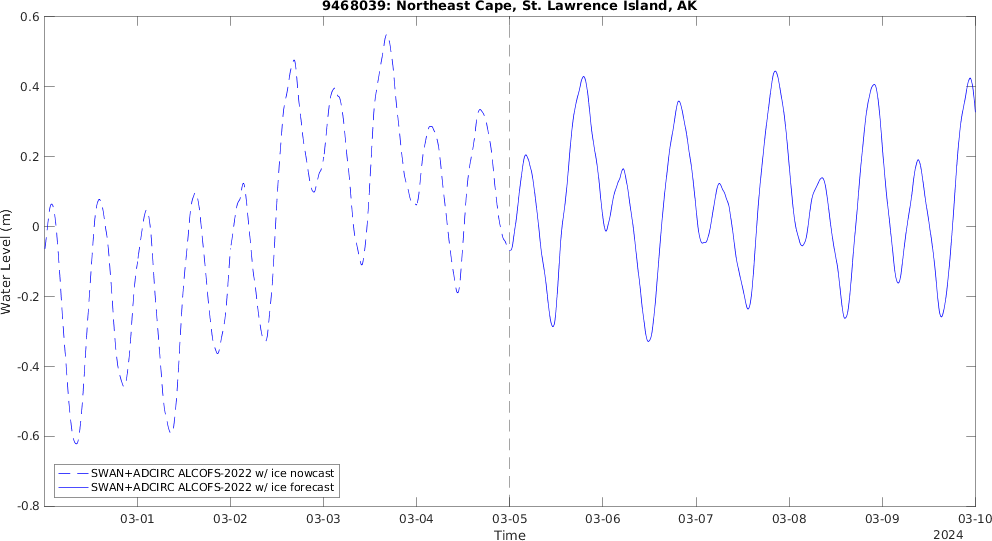 9468039: Northeast Cape, St. Lawrence Island, AK
0.6
0.4
0.2
0
-0.2
-0.4
-0.6
-0.8
Water Level (m)
SWAN+ADCIRC ALCOFS-2022 w/ ice nowcast
SWAN+ADCIRC ALCOFS-2022 w/ ice forecast
03-01 03-02 03-03 03-04 03-05 03-06 03-07 03-08 03-09 03-10
Time
2024